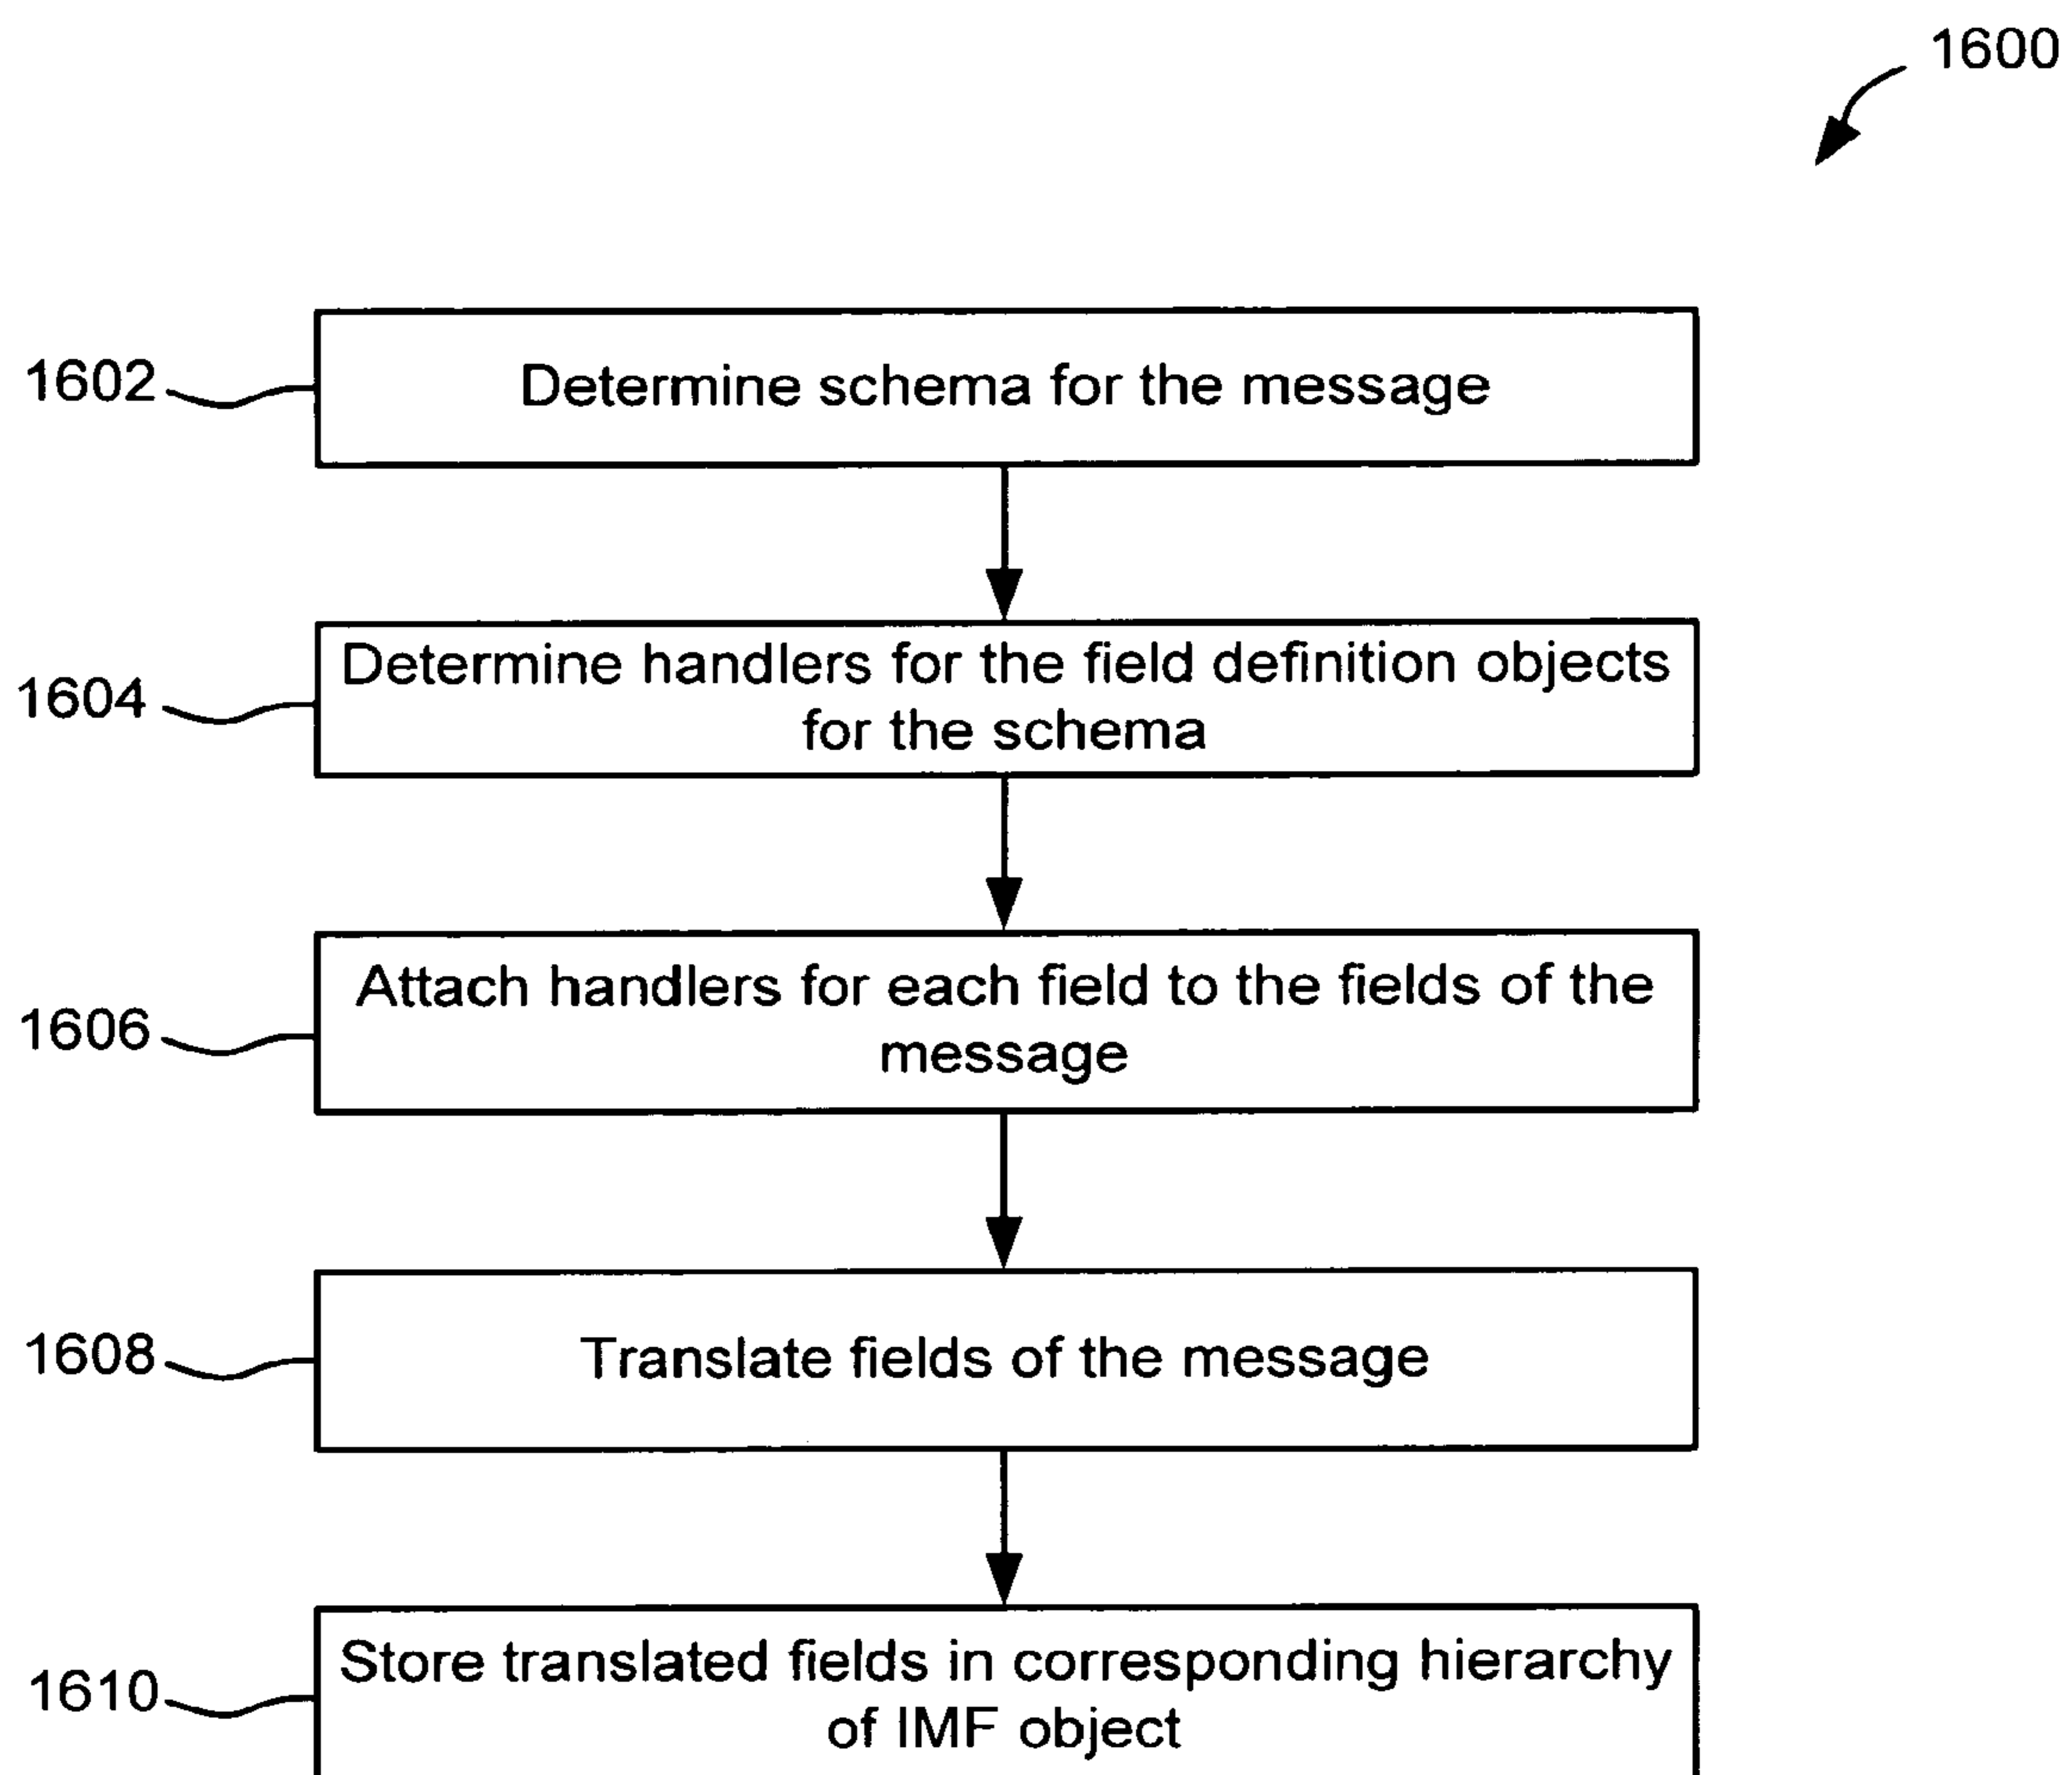 1600
1602
Determine schema for the message
1604
Determine handlers for the field definition objects
for the schema
1606
Attach handlers for each field to the fields of the
message
1608
Translate fields of the message
1610
Store translated fields in corresponding hierarchy
of IMF object